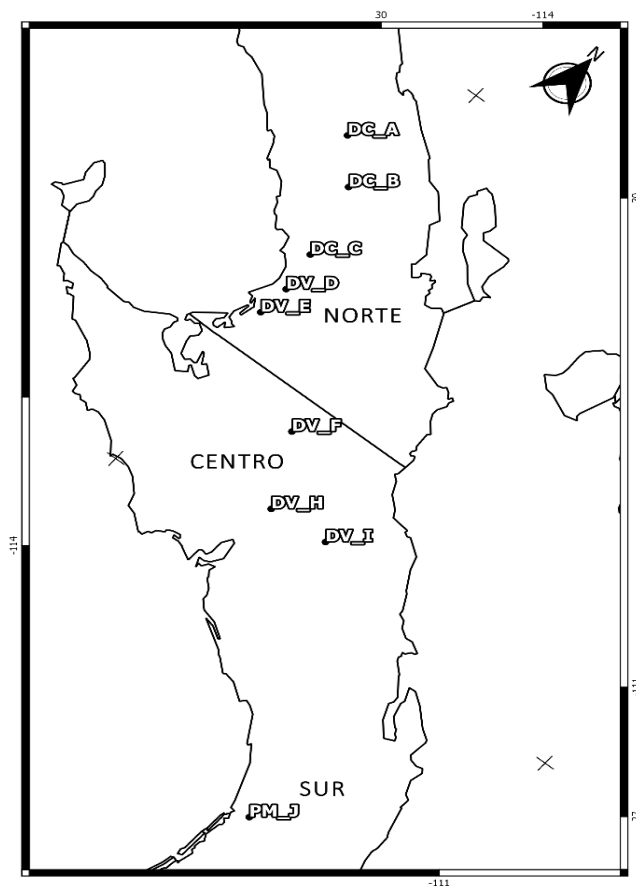 30 -114
N
DC_A
DC_B
DC_C
DV_D
DV_E
NORTE
DV_F
CENTRO
DV_H
DV_I
-114
SUR
PM_J
-111